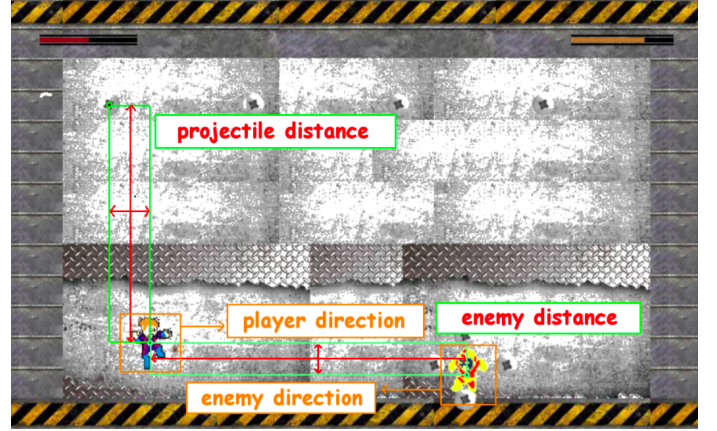 projectile distance
player direction
enemy distance
enemy direction